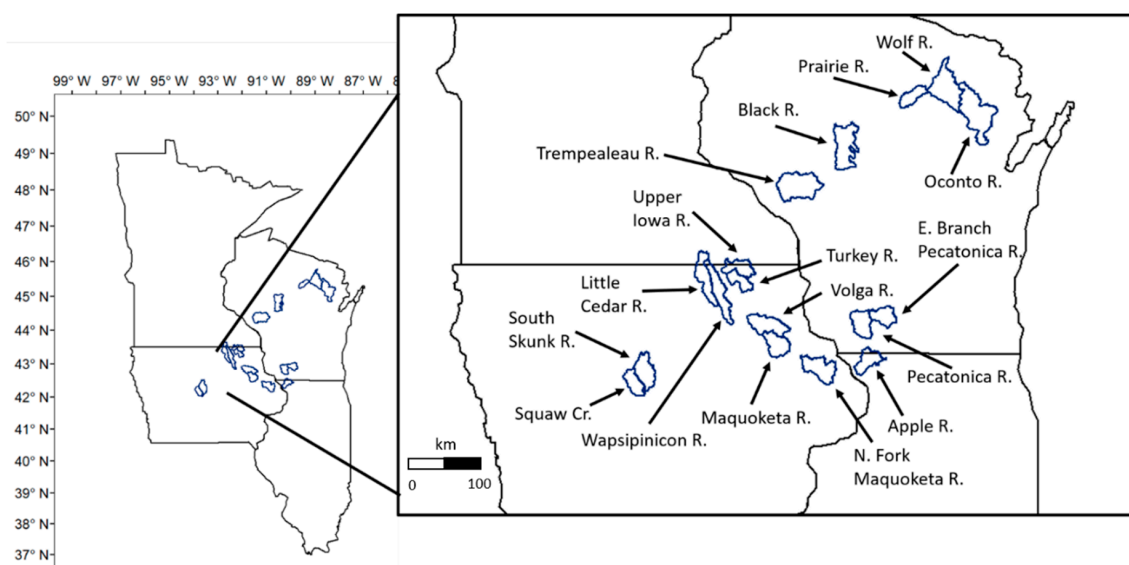 99° W
97° W
95° W
93° W
91° W
89° W
87° W
8
50° N
49° N
48° N
47° N
46° N
45° N
44° N
43° N
42° N
41° N
40° N
39° N
38° N
37° N
Wolf R.
Prairie R.
Black R.
Trempealeau R.
Oconto R.
Upper
Iowa R.
E. Branch
Pecatonica R.
Turkey R.
Little
Cedar R.
Volga R.
South
Skunk R.
Pecatonica R.
Squaw Cr.
Maquoketa R.
Apple R.
Wapsipinicon R.
N. Fork
Maquoketa R.
km
0
100